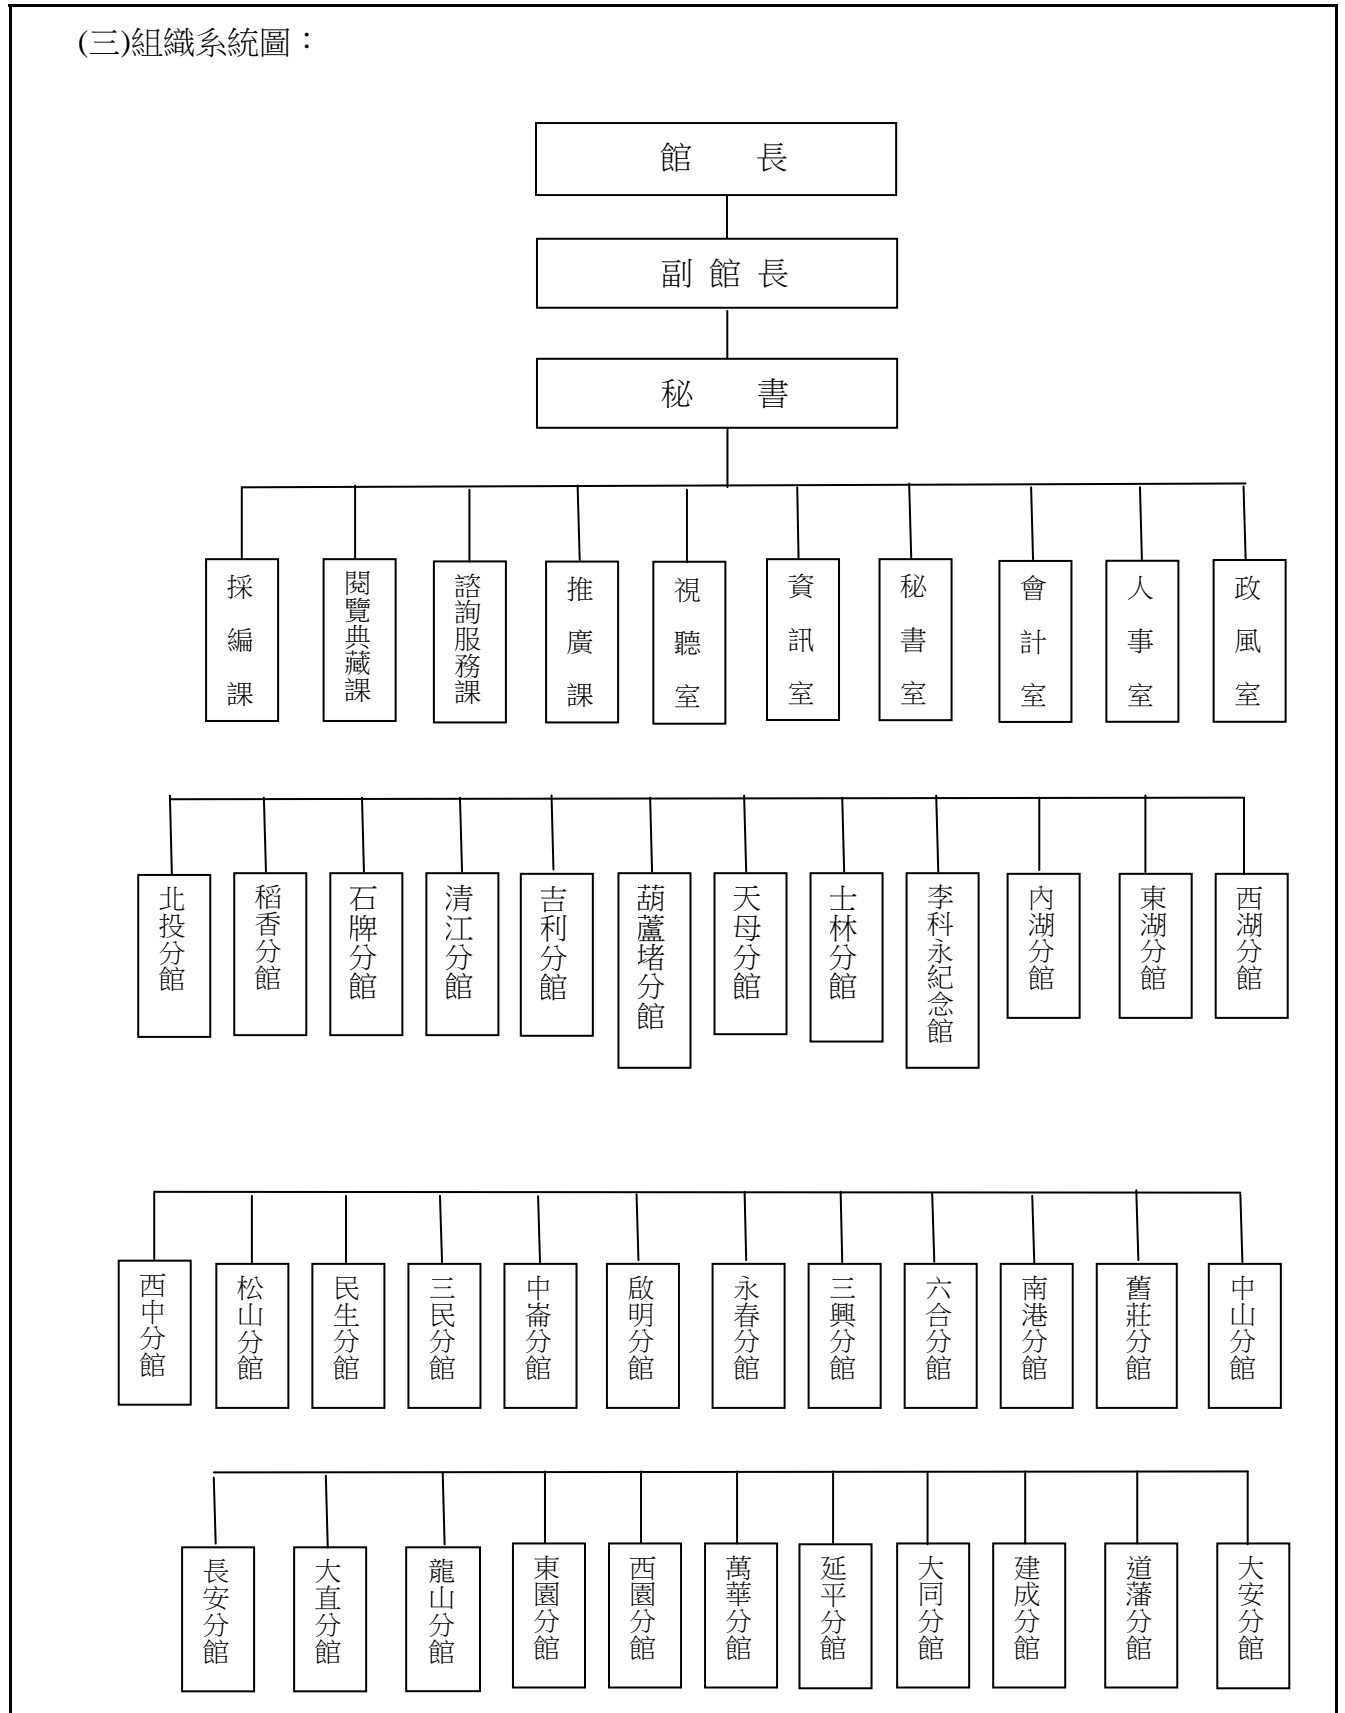 (三)組織系統圖：
館長
副館長
秘書
採編課
閱覽典藏課
諮詢服務課
推廣課
視聽室
資訊室
秘書室
會計室
人事室
政風室
北投分館
稻香分館
石牌分館
清江分館
吉利分館
葫蘆堵分館
天母分館
士林分館
李科永紀念館
內湖分館
東湖分館
西湖分館
西中分館
松山分館
民生分館
三民分館
中崙分館
啟明分館
永春分館
三興分館
六合分館
南港分館
舊莊分館
中山分館
長安分館
大直分館
龍山分館
東園分館
西園分館
萬華分館
延平分館
大同分館
建成分館
道藩分館
大安分館